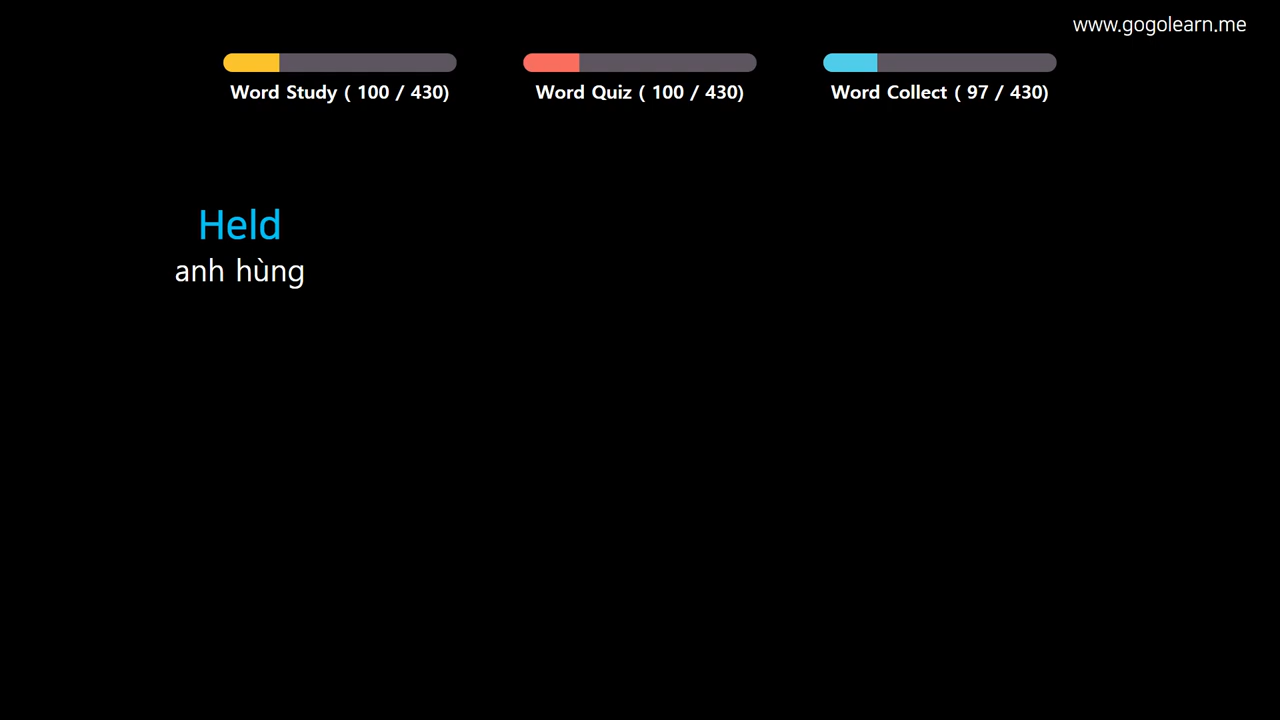 www.gogolearn.me
Word Study ( 100 / 430)
Word Quiz ( 100 / 430)
Word Collect ( 97 / 430)
Held
anh hùng